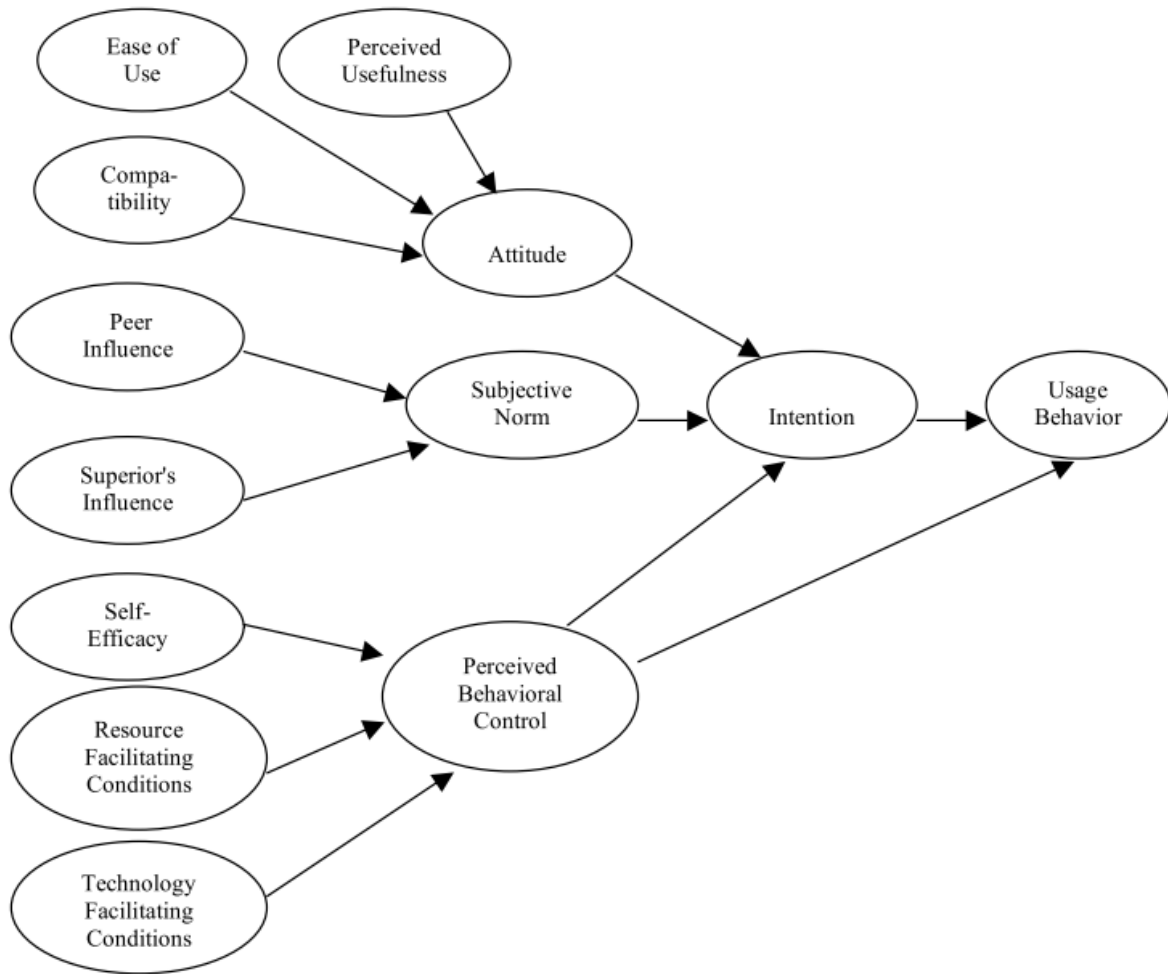 Ease of
Use
Perceived
Usefulness
Compa-
tibility
Attitude
Peer
Influence
Subjective
Norm
Intention
Usage
Behavior
Superior's
Influence
Self-
Efficacy
Perceived
Behavioral
Control
Resource
Facilitating
Conditions
Technology
Facilitating
Conditions